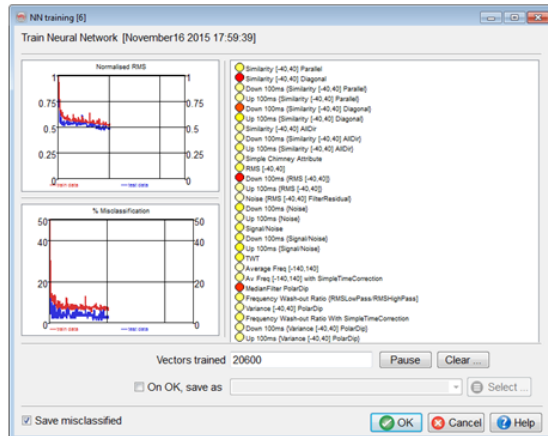 NN training [6]
Train Neural Network [November16 2015 17:59:39]
Normalised RMS
1 1
0.75 0.75
0.5 0.5
0.25 0.25
0 0
train data test data
% Misclassification
50 50
40 40
20 20
0 0
train data test data
Similarity [-40,40] Parallel
Similarity [-40,40] Diagonal
Down 100ms {Similarity [-40,40] Parallel}
Up 100ms {Similarity [-40,40] Parallel}
Down 100ms {Similarity [-40,40] Diagonal}
Up 100ms {Similarity [-40,40] Diagonal}
Similarity [-40,40] AllDir
Down 100ms {Similarity [-40,40] AllDir}
Up 100ms {Similarity [-40,40] AllDir}
Simple Chimney Attribute
RMS [-40,40]
Down 100ms {RMS [-40,40]}
Up 100ms {RMS [-40,40]}
Noise {RMS [-40,40] FilterResidual}
Down 100ms {Noise}
Up 100ms {Noise}
Signal/Noise
Down 100ms {Signal/Noise}
Up 100ms {Signal/Noise}
TWT
Average Freq [-140,140]
Av Freq [-140,140] with SimpleTimeCorrection
MedianFilter PolarDip
Frequency Wash-out Ratio {RMSLowPass/RMSHighPass}
Variance [-40,40] PolarDip
Frequency Wash-out Ratio With SimpleTimeCorrection
Down 100ms {Variance [-40,40] PolarDip}
Up 100ms {Variance [-40,40] PolarDip}
Vectors trained 20600 Pause Clear ...
On OK, save as Select ...
Save misclassified OK Cancel Help